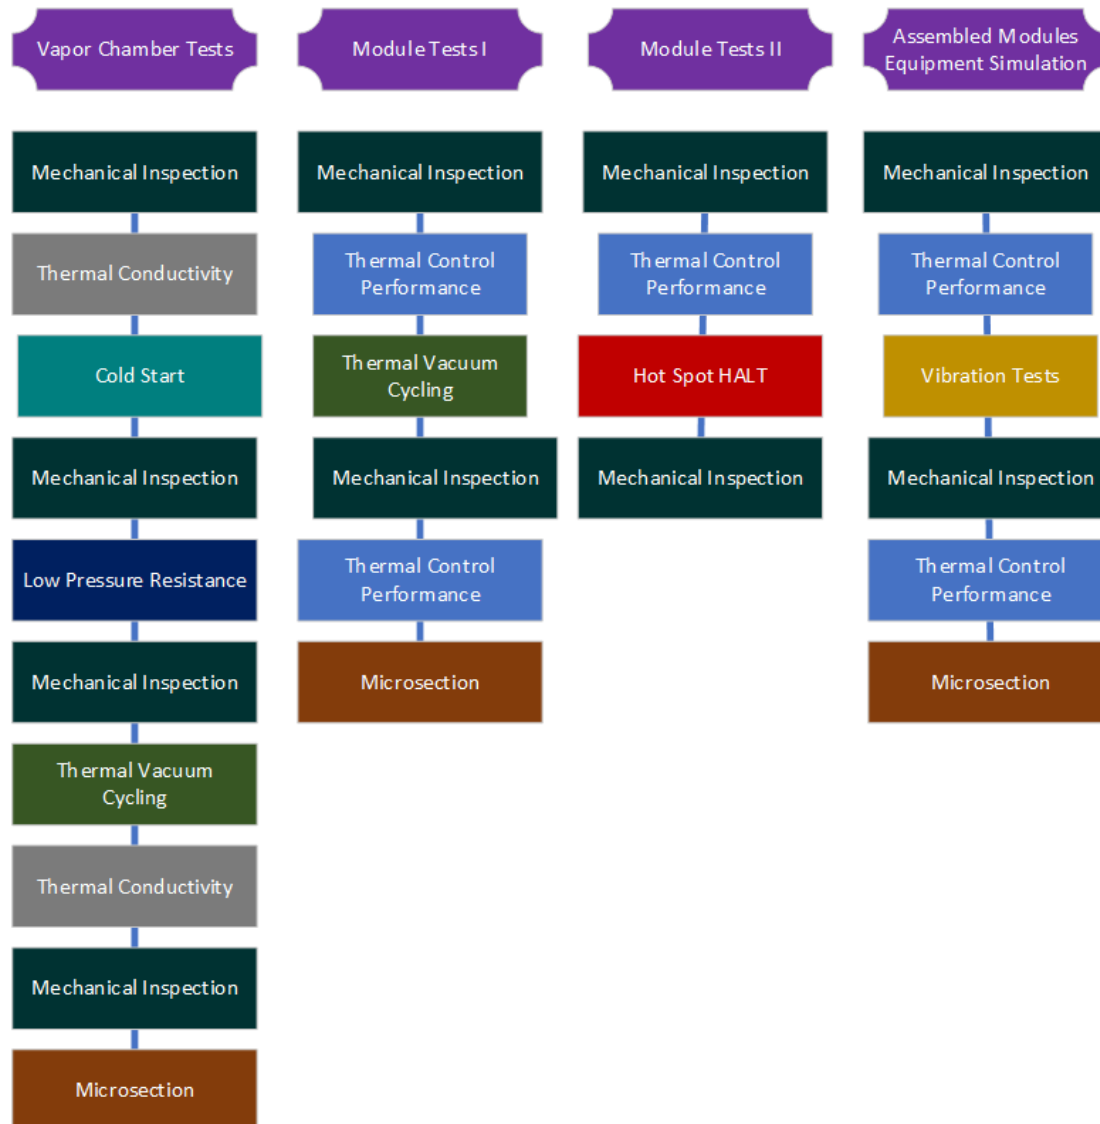 Vapor Chamber Tests
Mechanical Inspection
Thermal Conductivity
Cold Start
Mechanical Inspection
Low Pressure Resistance
Mechanical Inspection
Thermal Vacuum
Cycling
Thermal Conductivity
Mechanical Inspection
Microsection
Module Tests I
Mechanical Inspection
Thermal Control
Performance
Thermal Vacuum
Cycling
Mechanical Inspection
Thermal Control
Performance
Microsection
Module Tests II
Mechanical Inspection
Thermal Control
Performance
Hot Spot HALT
Mechanical Inspection
Assembled Modules
Equipment Simulation
Mechanical Inspection
Thermal Control
Performance
Vibration Tests
Mechanical Inspection
Thermal Control
Performance
Microsection